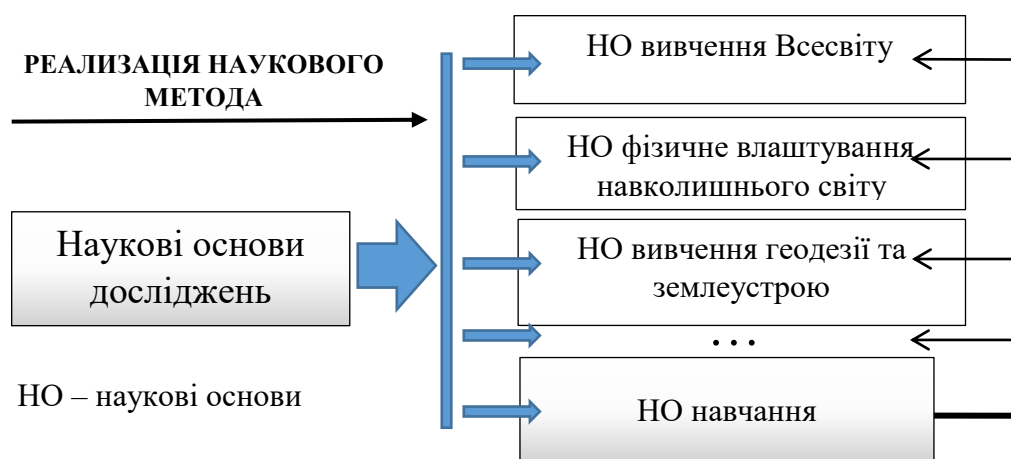 РЕАЛИЗАЦІЯ НАУКОВОГО
МЕТОДА
Наукові основи
досліджень
НО – наукові основи
НО вивчення Всесвіту
НО фізичне влаштування
навколишнього світу
НО вивчення геодезії та
землеустрою
...
НО навчання